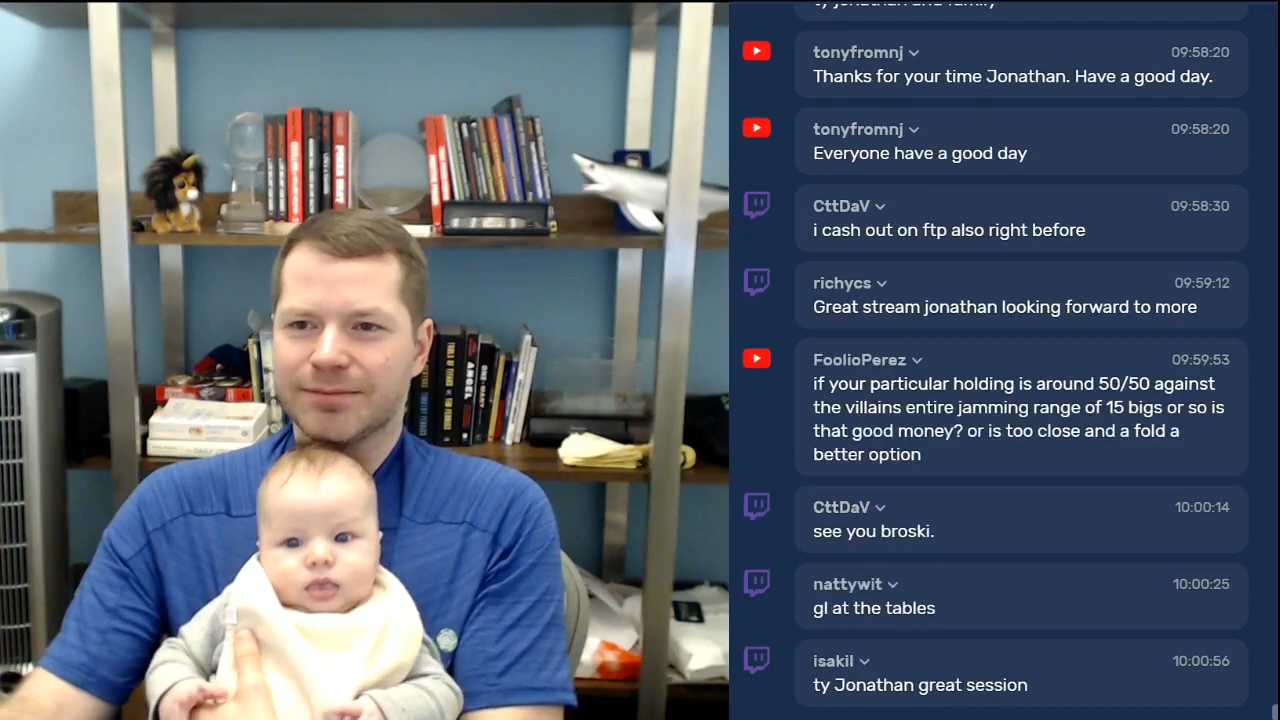 ty jonathan and family
tonyfromnj
09:58:20
Thanks for your time Jonathan. Have a good day.
tonyfromnj
09:58:20
Everyone have a good day
CttDaV
09:58:30
i cash out on ftp also right before
richycs
09:59:12
Great stream jonathan looking forward to more
FoolioPerez
09:59:53
if your particular holding is around 50/50 against
the villains entire jamming range of 15 bigs or so is
that good money? or is too close and a fold a
better option
CttDaV
10:00:14
see you broski.
nattywit
10:00:25
gl at the tables
isakil
10:00:56
ty Jonathan great session
ANGEL